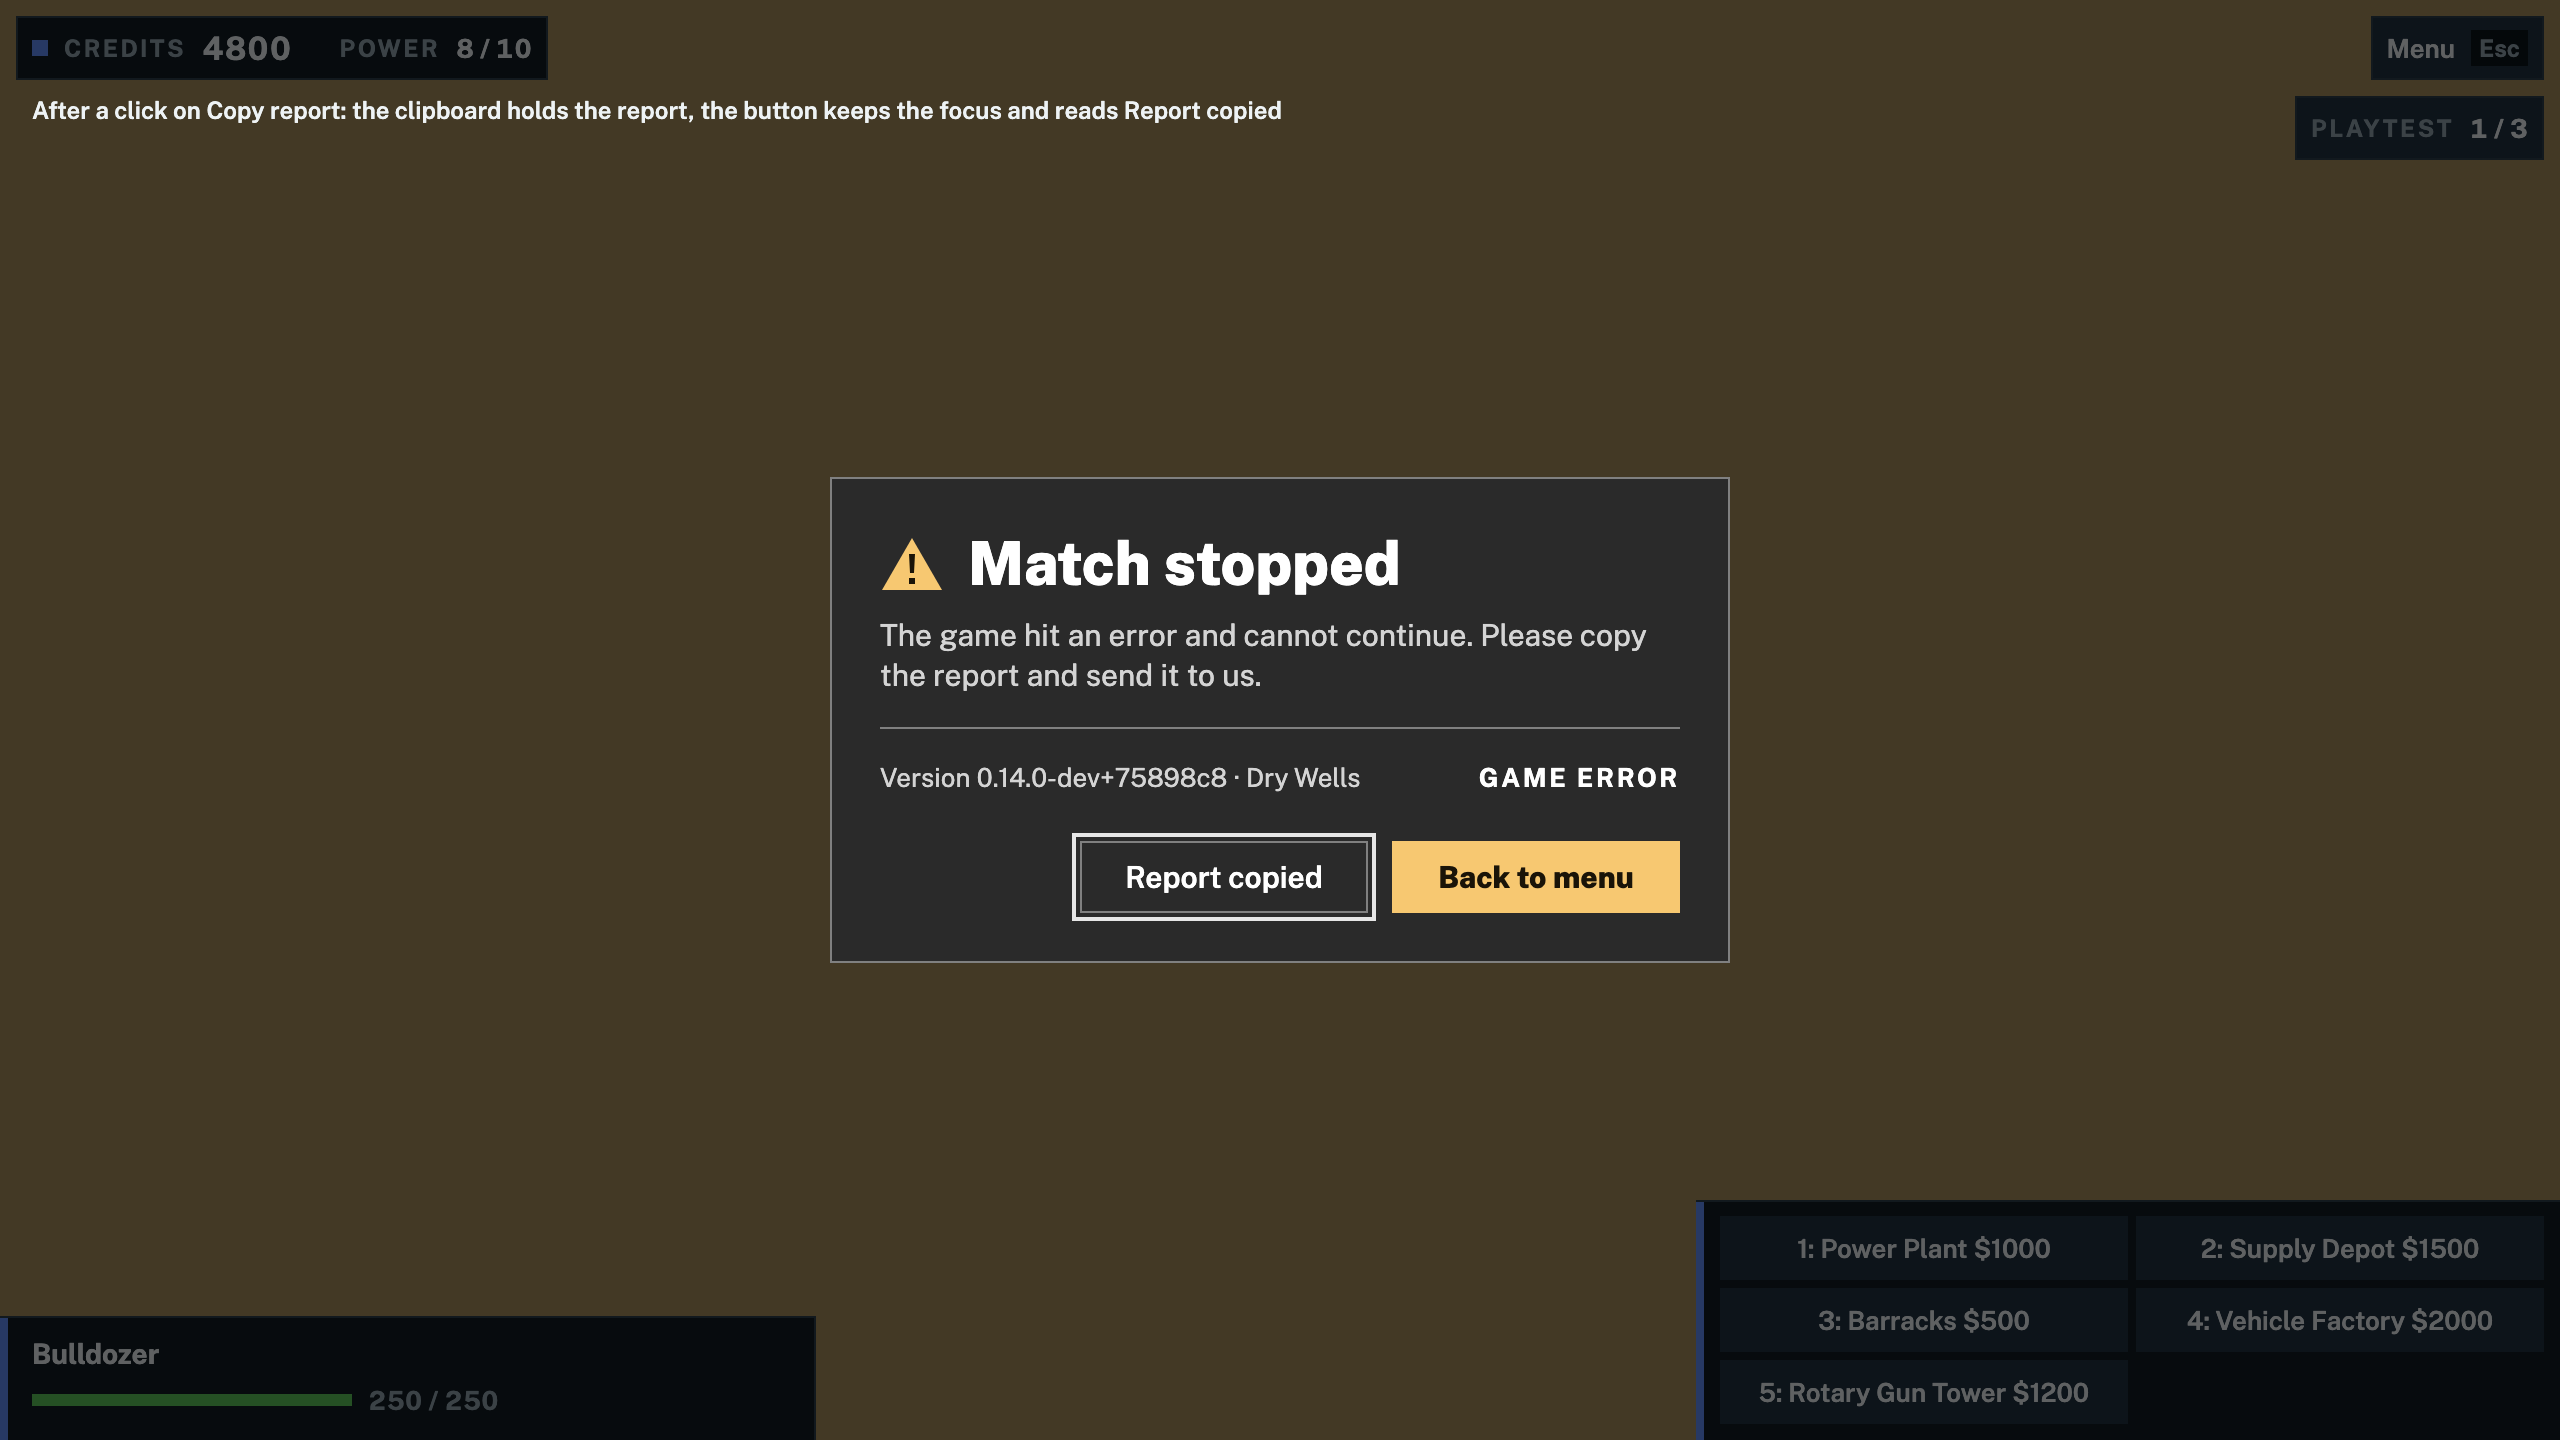 CREDITS 4800 POWER 8 / 10
Menu Esc
After a click on Copy report: the clipboard holds the report, the button keeps the focus and reads Report copied
PLAYTEST 1 / 3
! Match stopped
The game hit an error and cannot continue. Please copy
the report and send it to us.
Version 0.14.0-dev+75898c8 · Dry Wells
GAME ERROR
Report copied
Back to menu
Bulldozer
250 / 250
1: Power Plant $1000
2: Supply Depot $1500
3: Barracks $500
4: Vehicle Factory $2000
5: Rotary Gun Tower $1200